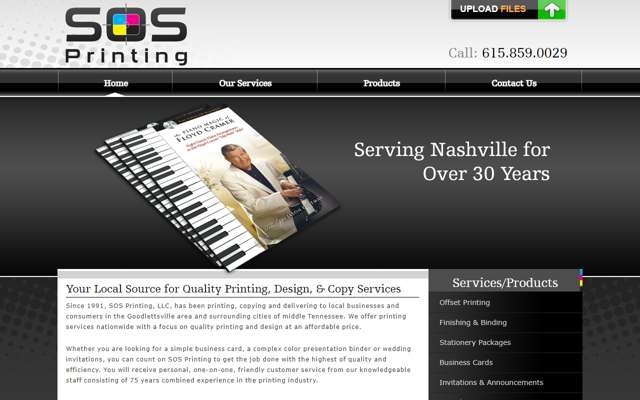 SOS
Printing
UPLOAD FILES
Call: 615.859.0029
Home
Our Services
Products
Contact Us
THE PIANO MAGIC OF
FLOYD CRAMER
Serving Nashville for
Over 30 Years
Your Local Source for Quality Printing, Design, & Copy Services
Since 1991, SOS Printing, LLC, has been printing, copying and delivering to local businesses and
consumers in the Goodlettsville area and surrounding cities of middle Tennessee. We offer printing
services nationwide with a focus on quality printing and design at an affordable price.
Whether you are looking for a simple business card, a complex color presentation binder or wedding
invitations, you can count on SOS Printing to get the job done with the highest of quality and
efficiency. You will receive personal, one-on-one, friendly customer service from our knowledgeable
staff consisting of 75 years combined experience in the printing industry.
Services/Products
Offset Printing
Finishing & Binding
Stationery Packages
Business Cards
Invitations & Announcements